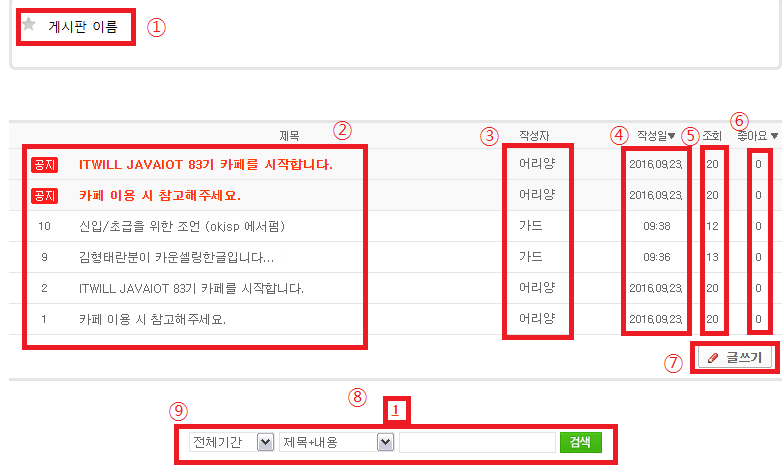 게시판 이름 ①
제목 ② ③ 작성자 ④ 작성일▼ ⑤ 조회 ⑥ 좋아요 ▼
공지 ITWILL JAVAIOT 83기 카페를 시작합니다. 어리양 2016.09.23. 20 0
공지 카페 이용 시 참고해주세요. 어리양 2016.09.23. 20 0
10 신입/초급을 위한 조언 (okjsp 에서펌) 가드 09:38 12 0
9 김형태란분이 카운셀링한글입니다... 가드 09:36 13 0
2 ITWILL JAVAIOT 83기 카페를 시작합니다. 어리양 2016.09.23. 20 0
1 카페 이용 시 참고해주세요. 어리양 2016.09.23. 20 0
⑦ 글쓰기
⑧ 1
⑨
전체기간 제목+내용 검색